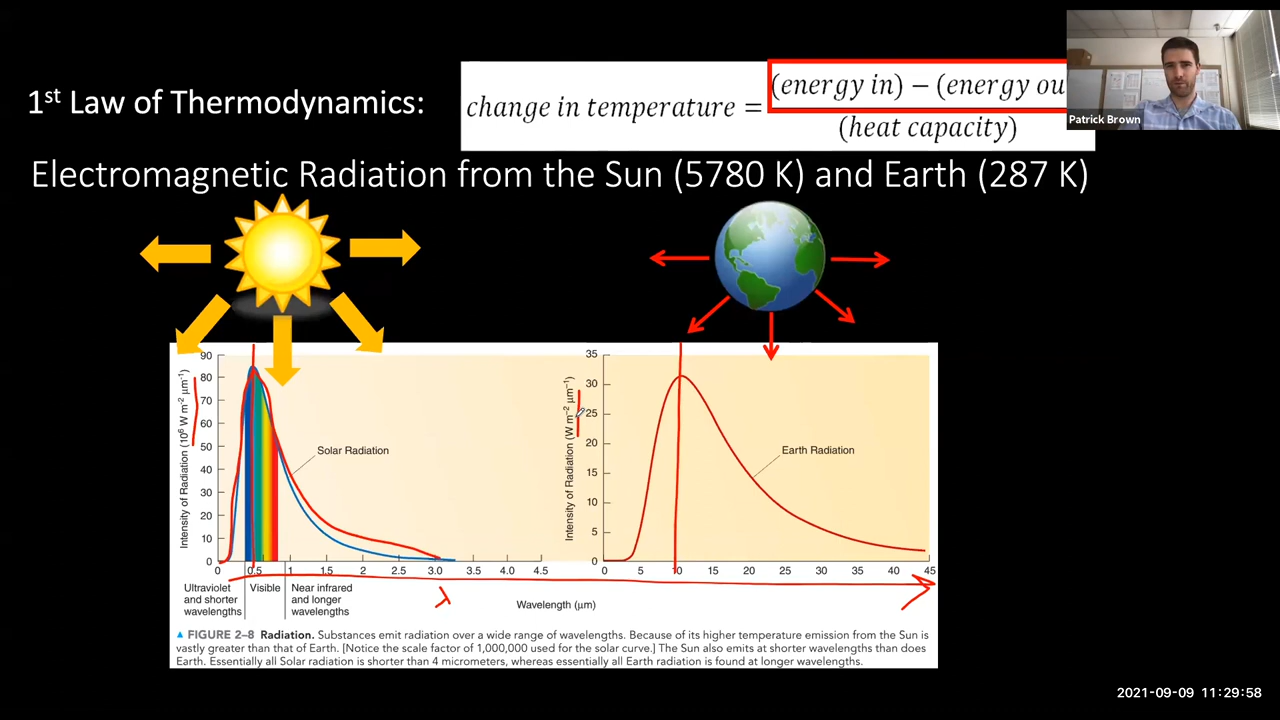 1st Law of Thermodynamics:
change in temperature = (energy in) − (energy ou
(heat capacity)
Patrick Brown
Electromagnetic Radiation from the Sun (5780 K) and Earth (287 K)
Intensity of Radiation (10⁶ W m⁻² μm⁻¹)
90
80
70
60
50
40
30
20
10
0
Solar Radiation
0 0.5 1 1.5 2 2.5 3.0 3.5 4.0 4.5
Ultraviolet and shorter wavelengths
Visible
Near infrared and longer wavelengths
λ
Intensity of Radiation (W m⁻² μm⁻¹)
35
30
25
20
15
10
5
0
Earth Radiation
0 5 10 15 20 25 30 35 40 45
Wavelength (μm)
▲ FIGURE 2–8 Radiation. Substances emit radiation over a wide range of wavelengths. Because of its higher temperature emission from the Sun is
vastly greater than that of Earth. [Notice the scale factor of 1,000,000 used for the solar curve.] The Sun also emits at shorter wavelengths than does
Earth. Essentially all Solar radiation is shorter than 4 micrometers, whereas essentially all Earth radiation is found at longer wavelengths.
2021-09-09 11:29:58